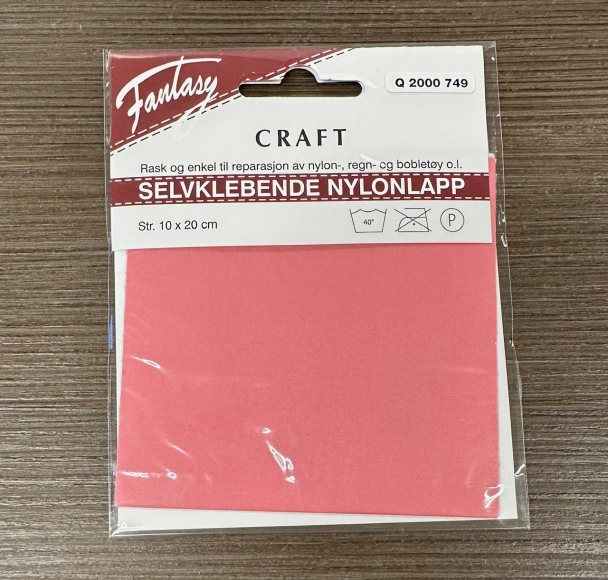 Fantasy
Q 2000 749
CRAFT
Rask og enkel til reparasjon av nylon-, regn- og bobletøy o.l.
SELVKLEBENDE NYLONLAPP
Str. 10 x 20 cm
40°
P